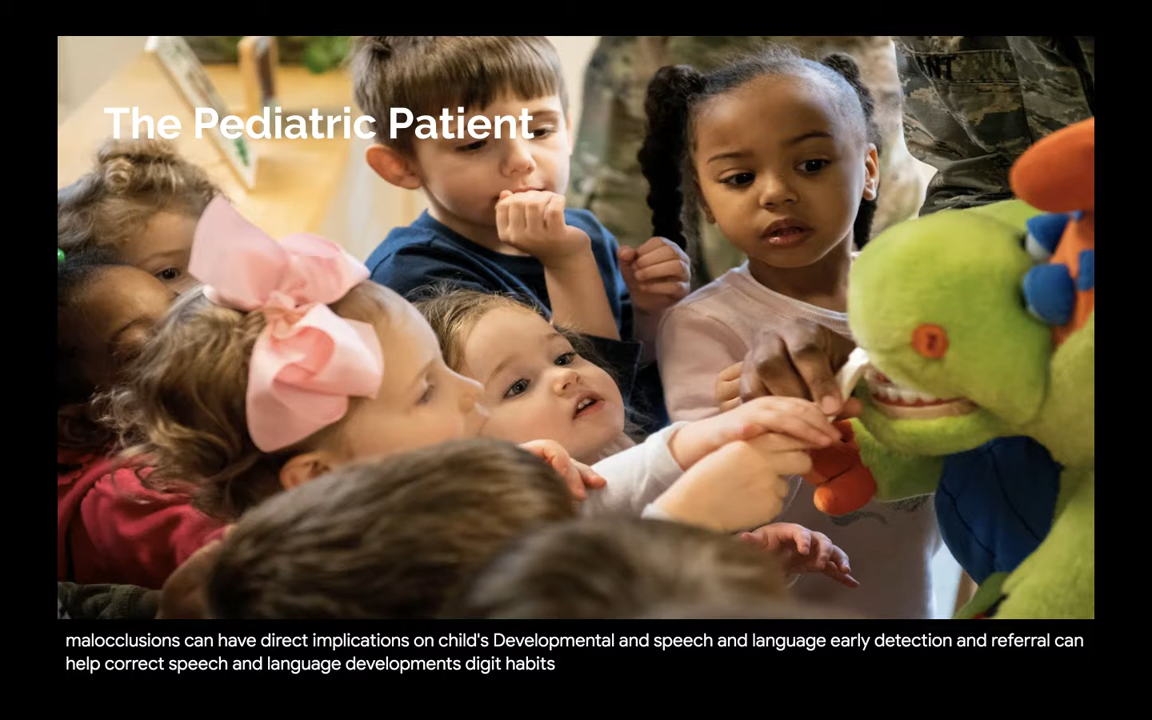 The Pediatric Patient
malocclusions can have direct implications on child's Developmental and speech and language early detection and referral can
help correct speech and language developments digit habits